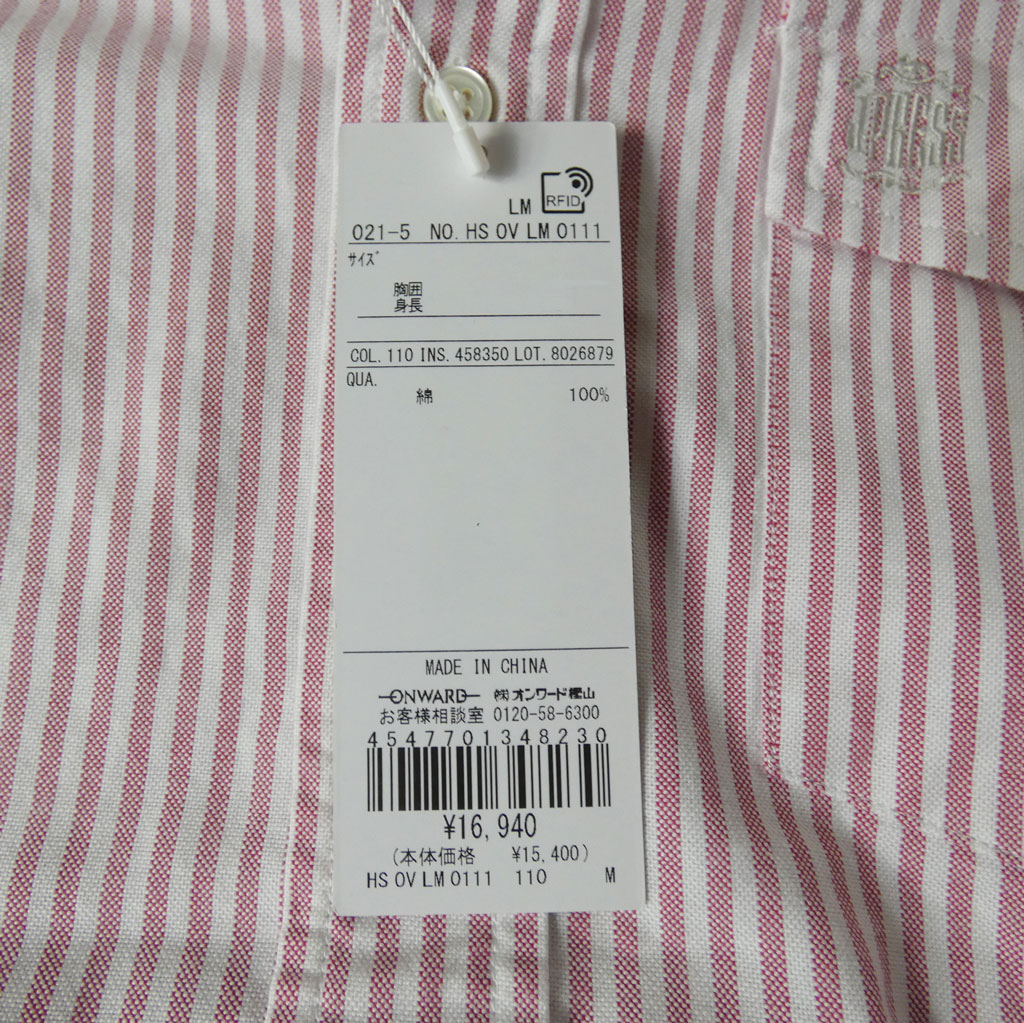 J.PRESS
LM RFID
021-5 NO. HS OV LM 0111
ｻｲｽﾞ
胸囲
身長
COL. 110 INS. 458350 LOT. 8026879
QUA.
綿 100%
MADE IN CHINA
ONWARD ㈱オンワード樫山
お客様相談室 0120-58-6300
4547701348230
¥16,940
(本体価格 ¥15,400)
HS OV LM 0111 110 M